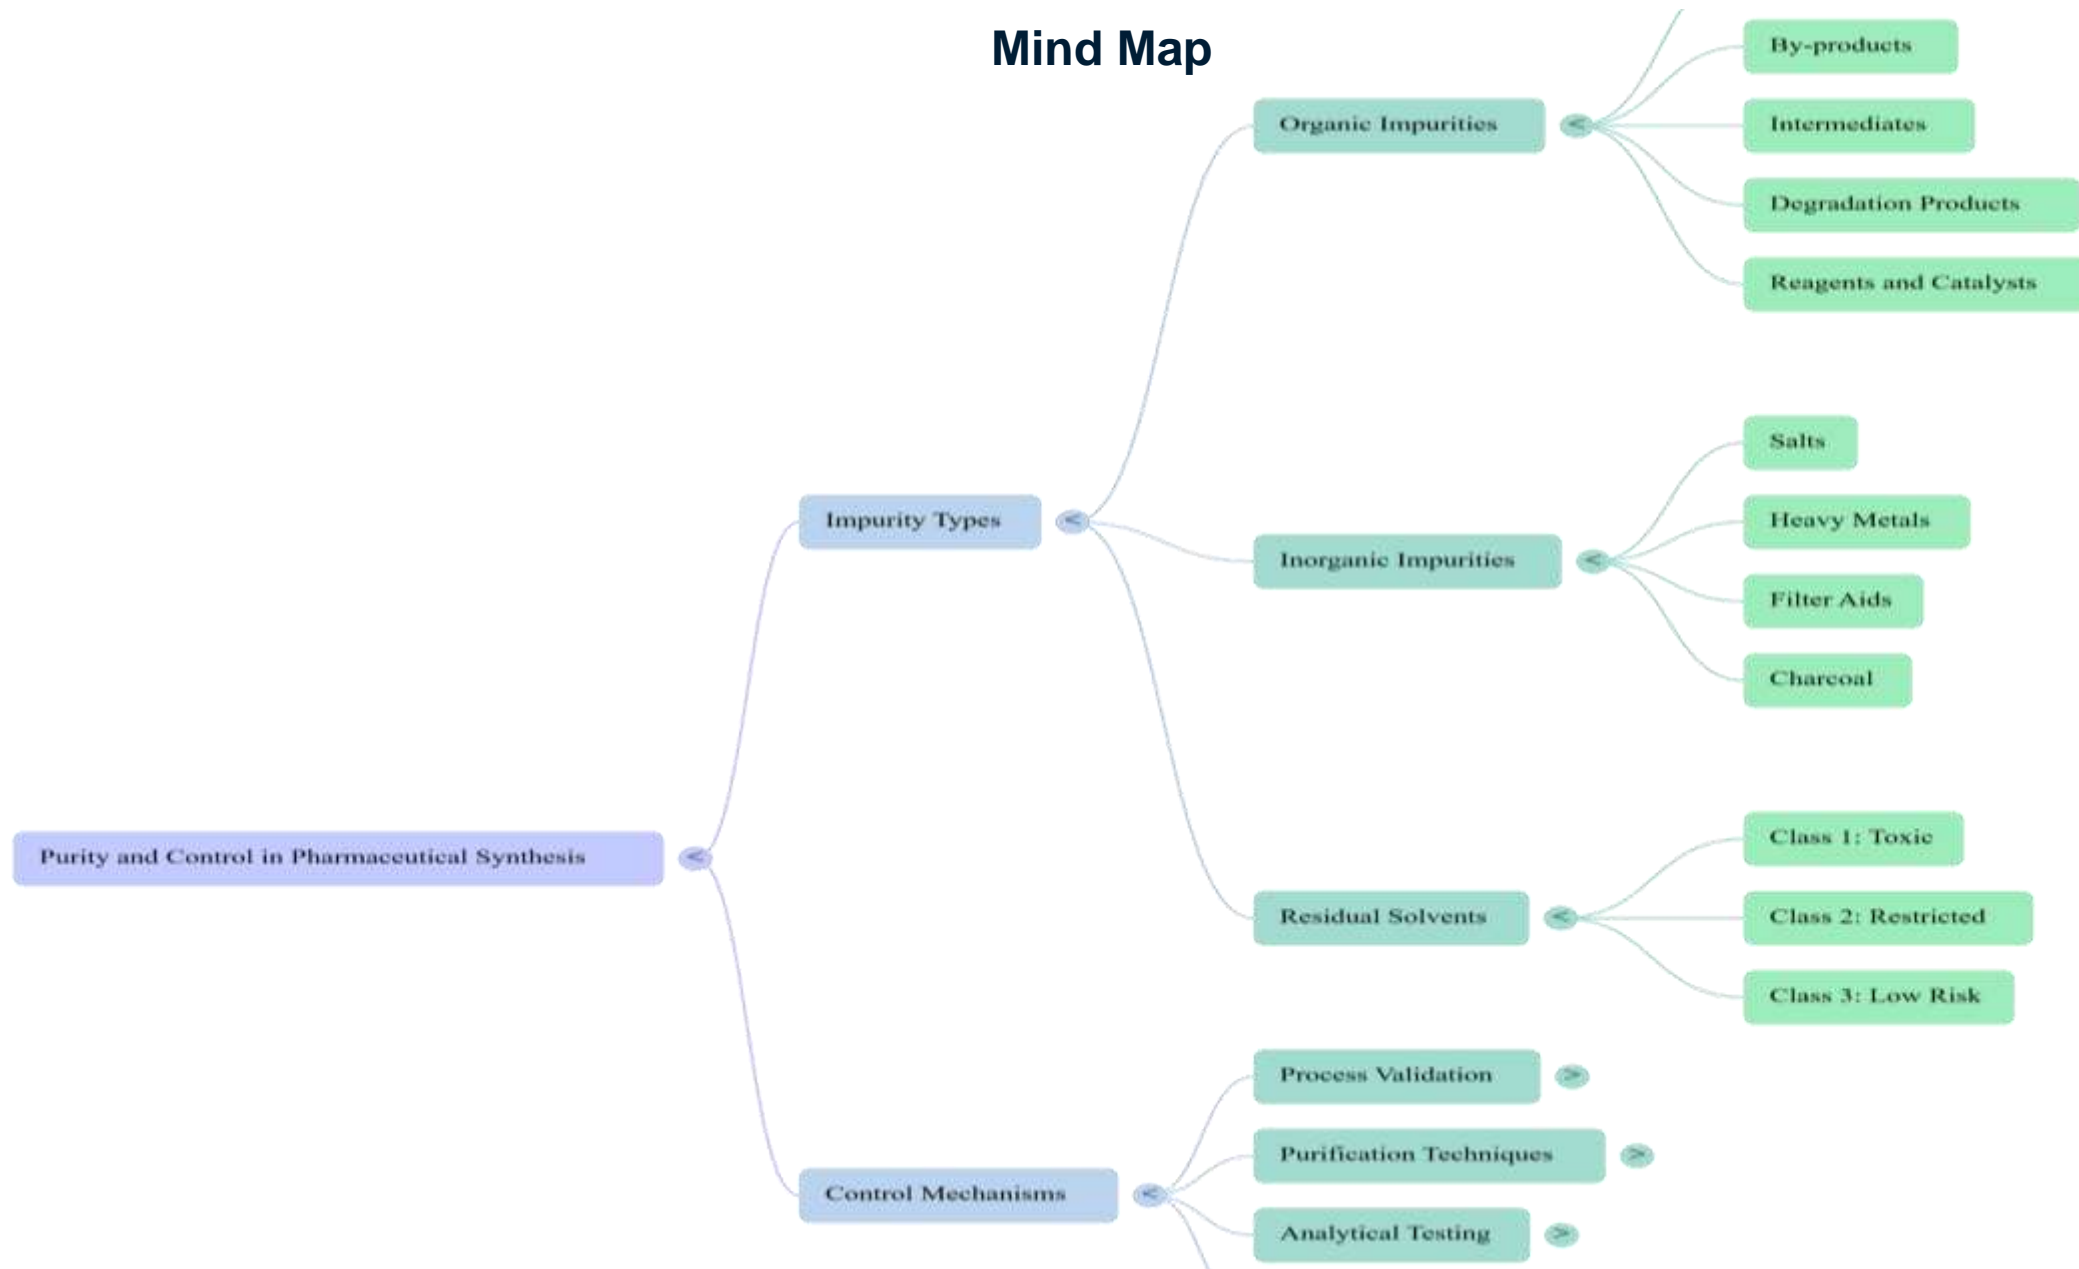 Mind Map
Purity and Control in Pharmaceutical Synthesis
<
Impurity Types
<
Organic Impurities
<
By-products
Intermediates
Degradation Products
Reagents and Catalysts
Inorganic Impurities
<
Salts
Heavy Metals
Filter Aids
Charcoal
Residual Solvents
<
Class 1: Toxic
Class 2: Restricted
Class 3: Low Risk
Control Mechanisms
<
Process Validation
>
Purification Techniques
>
Analytical Testing
>